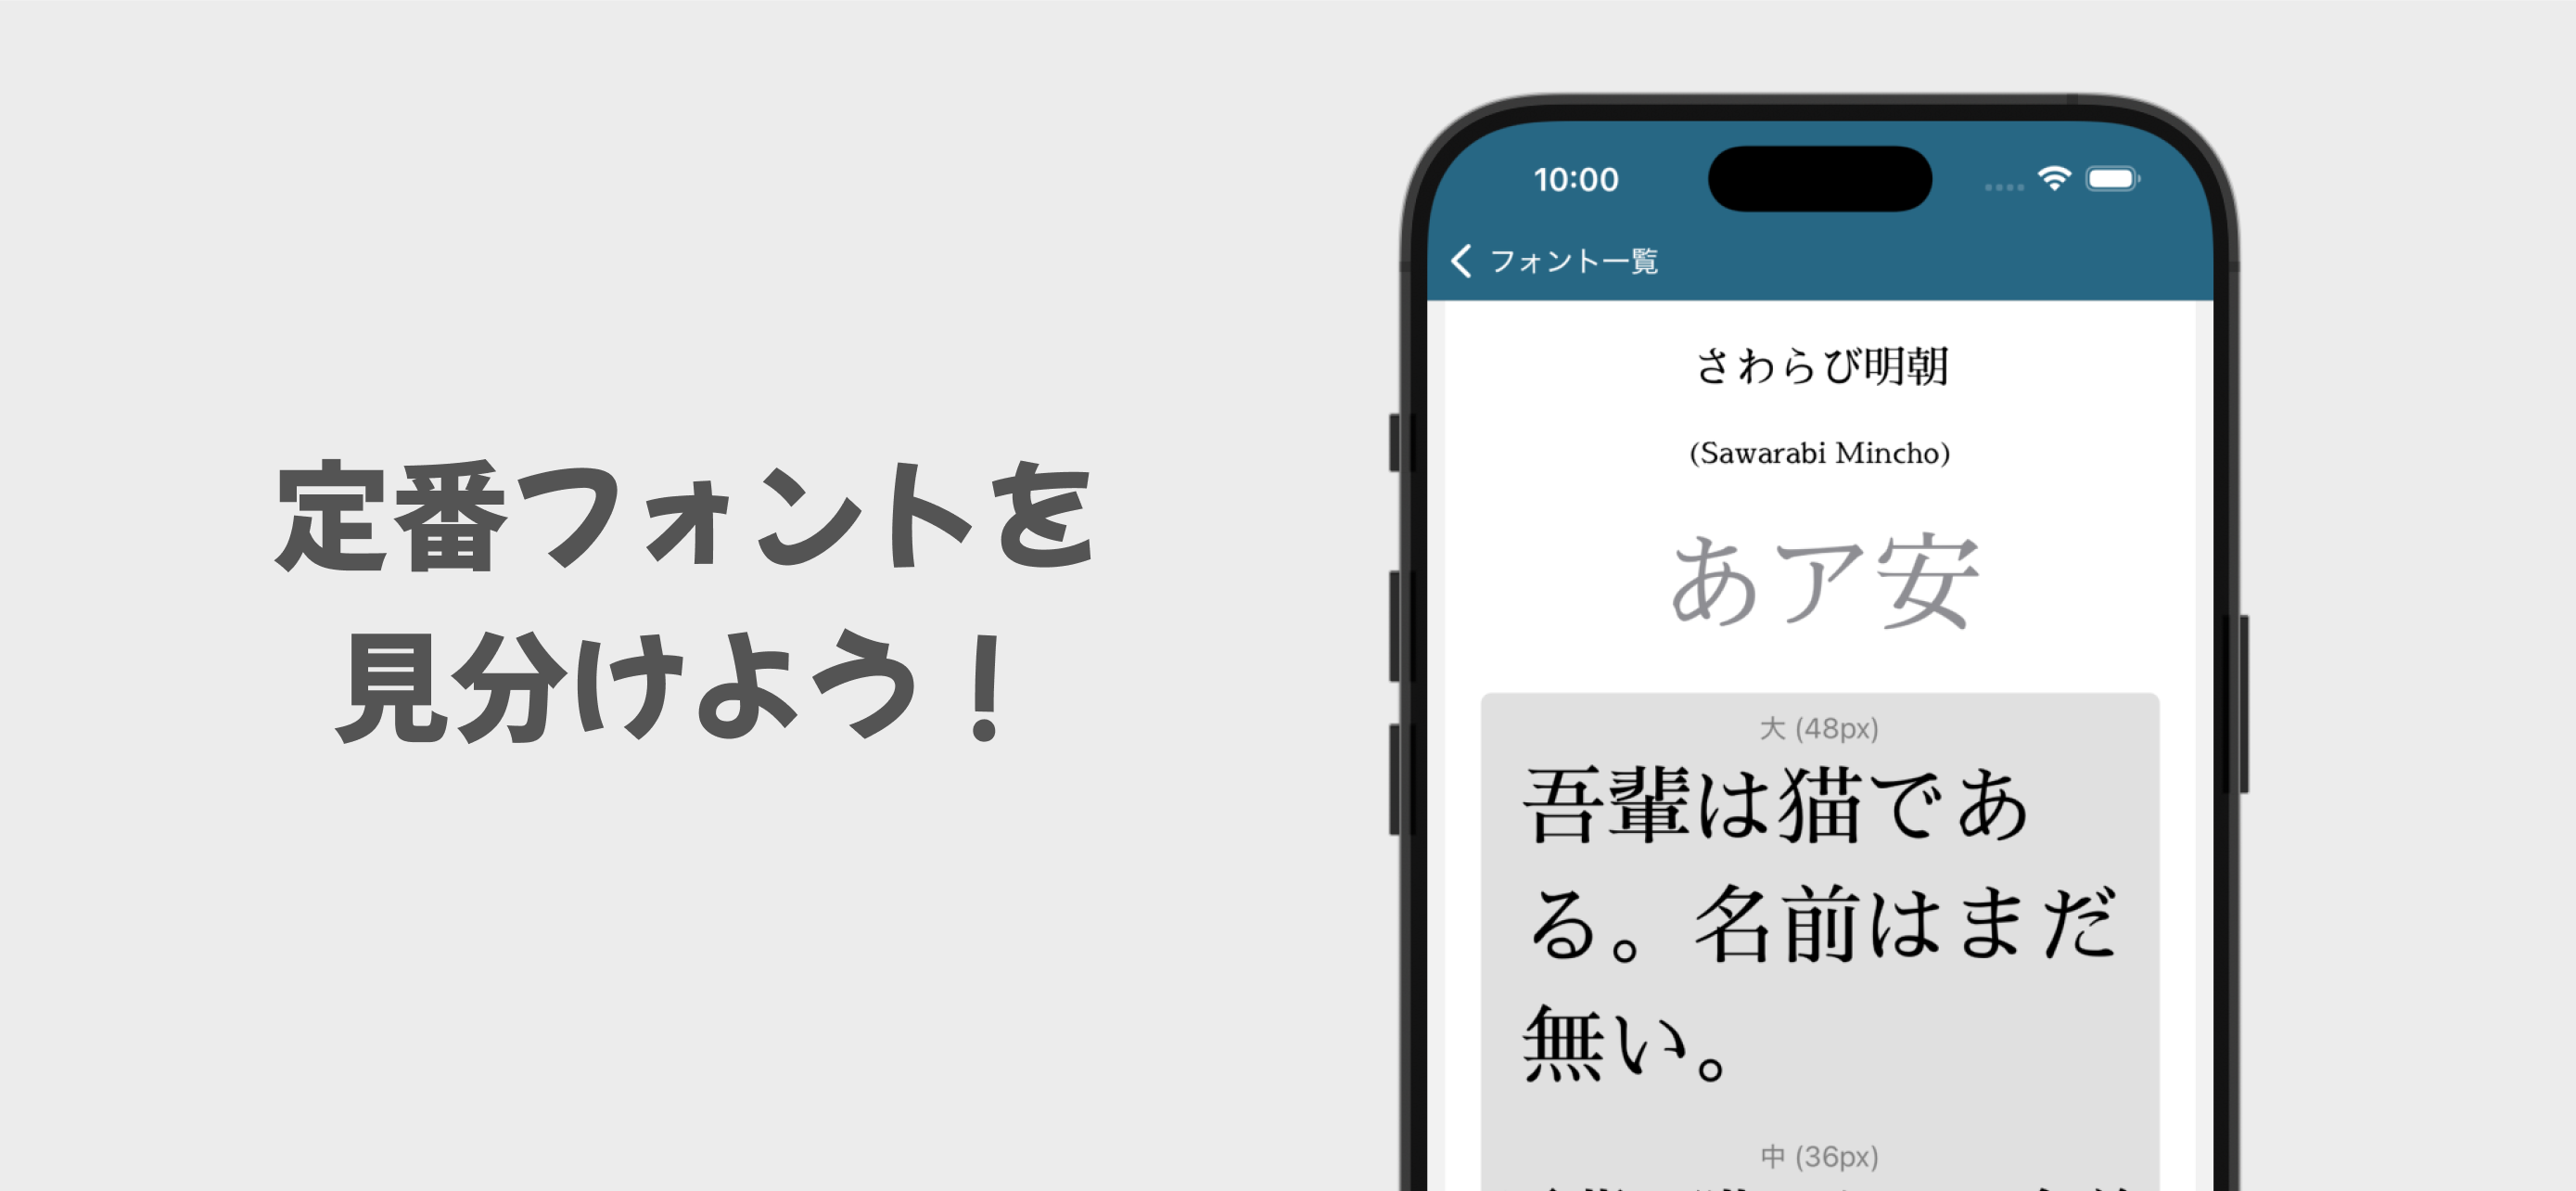 定番フォントを
見分けよう！
10:00
フォント一覧
さわらび明朝
(Sawarabi Mincho)
あア安
大 (48px)
吾輩は猫であ
る。名前はまだ
無い。
中 (36px)